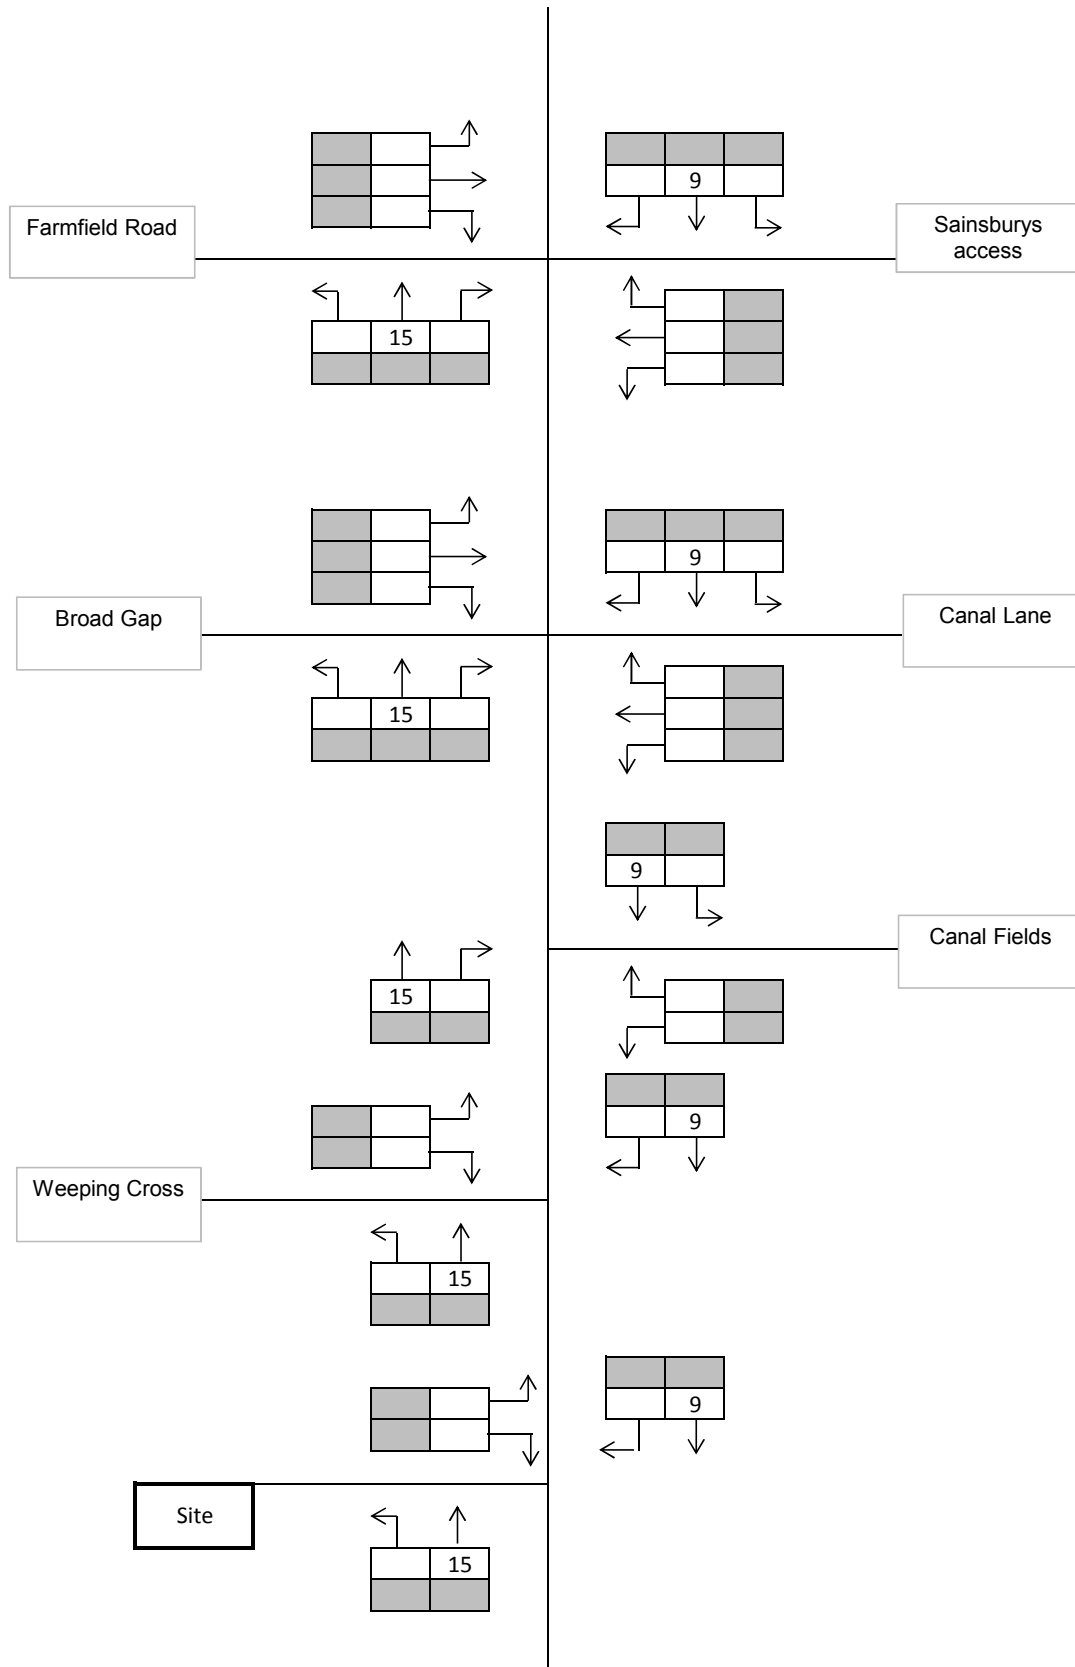 9
Farmfield Road
Sainsburys
access
15
9
Broad Gap
Canal Lane
15
9
Canal Fields
15
9
Weeping Cross
15
9
Site
15